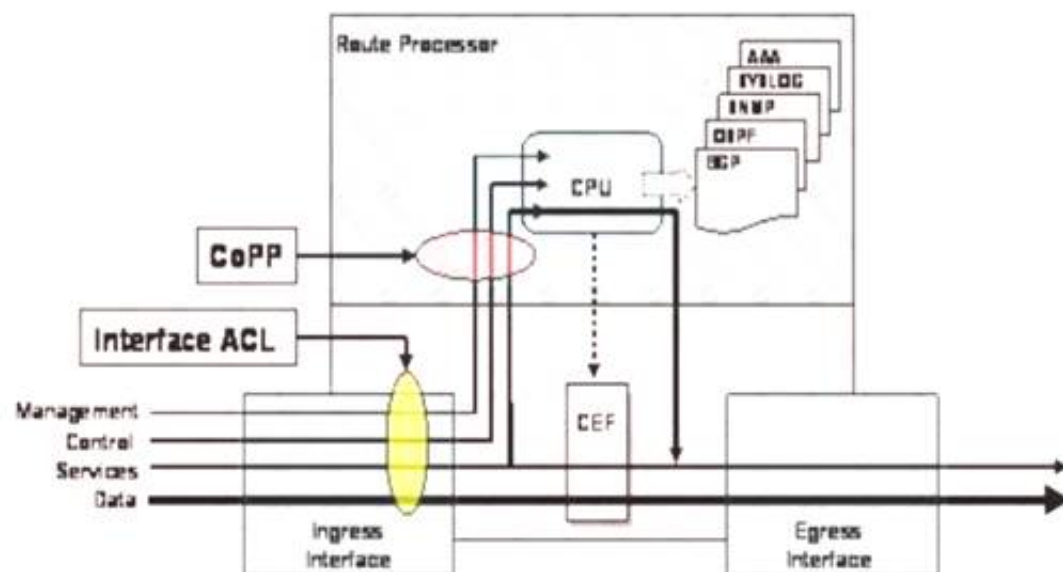 Route Processor
AAA
SYSLOG
SNMP
OSPF
BGP
CPU
CoPP
Interface ACL
Management
Control
Services
Data
CEF
Ingress
Interface
Egress
Interface